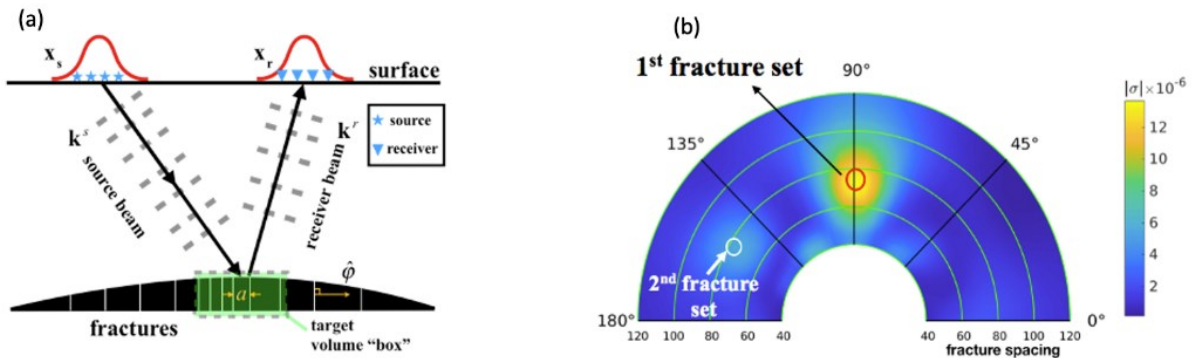 (a)
x_s
x_r
surface
source
receiver
k^s
source beam
k^r
receiver beam
φ̂
a
fractures
target
volume “box”
(b)
1st fracture set
90°
135°
45°
2nd fracture
set
180°
0°
120 100 80 60 40
40 60 80 100 120
fracture spacing
|σ| ×10⁻⁶
12
10
8
6
4
2